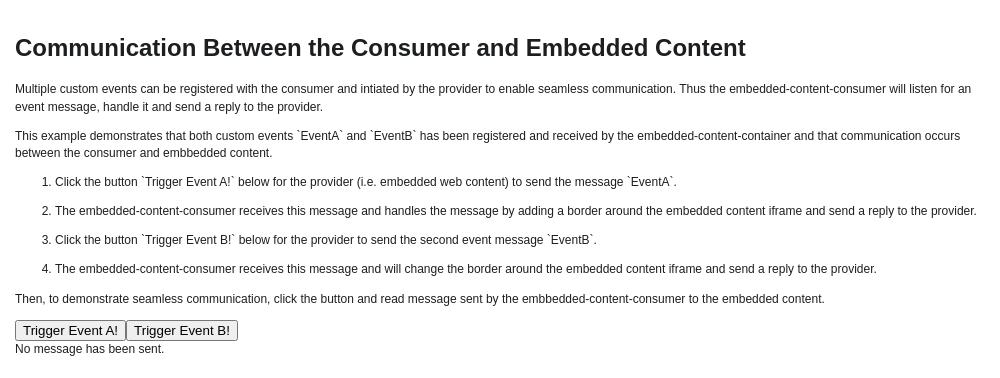 Communication Between the Consumer and Embedded Content
Multiple custom events can be registered with the consumer and intiated by the provider to enable seamless communication. Thus the embedded-content-consumer will listen for an
event message, handle it and send a reply to the provider.
This example demonstrates that both custom events `EventA` and `EventB` has been registered and received by the embedded-content-container and that communication occurs
between the consumer and embbedded content.
1. Click the button `Trigger Event A!` below for the provider (i.e. embedded web content) to send the message `EventA`.
2. The embedded-content-consumer receives this message and handles the message by adding a border around the embedded content iframe and send a reply to the provider.
3. Click the button `Trigger Event B!` below for the provider to send the second event message `EventB`.
4. The embedded-content-consumer receives this message and will change the border around the embedded content iframe and send a reply to the provider.
Then, to demonstrate seamless communication, click the button and read message sent by the embbedded-content-consumer to the embedded content.
Trigger Event A! Trigger Event B!
No message has been sent.